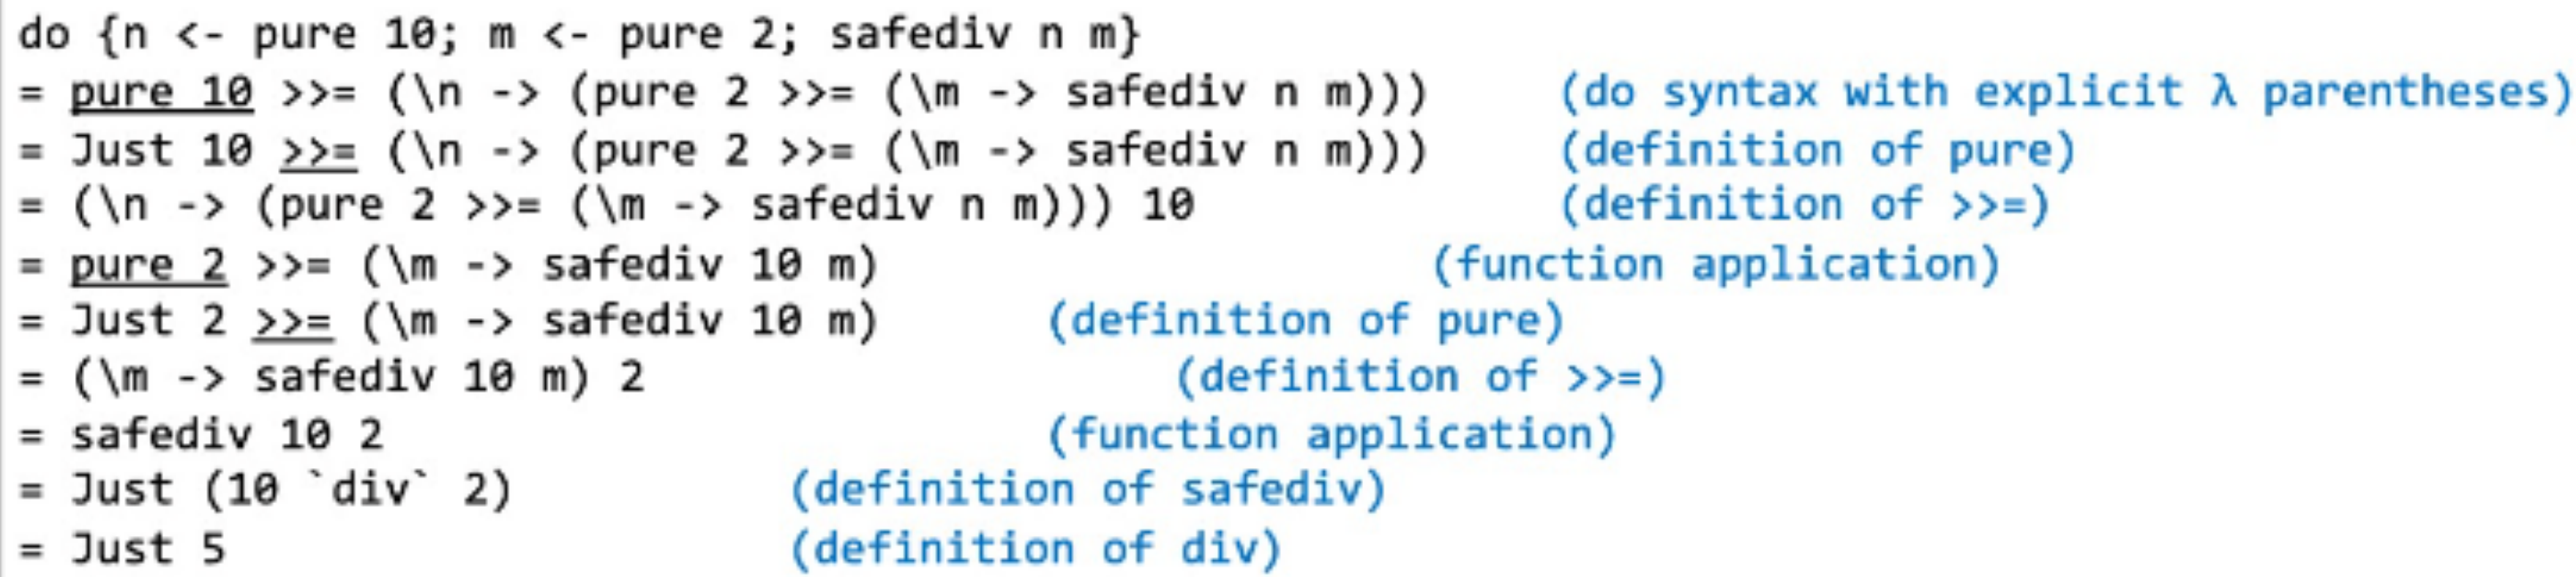 do {n <- pure 10; m <- pure 2; safediv n m}
= pure 10 >>= (\n -> (pure 2 >>= (\m -> safediv n m))) (do syntax with explicit λ parentheses)
= Just 10 >>= (\n -> (pure 2 >>= (\m -> safediv n m))) (definition of pure)
= (\n -> (pure 2 >>= (\m -> safediv n m))) 10 (definition of >>=)
= pure 2 >>= (\m -> safediv 10 m) (function application)
= Just 2 >>= (\m -> safediv 10 m) (definition of pure)
= (\m -> safediv 10 m) 2 (definition of >>=)
= safediv 10 2 (function application)
= Just (10 `div` 2) (definition of safediv)
= Just 5 (definition of div)